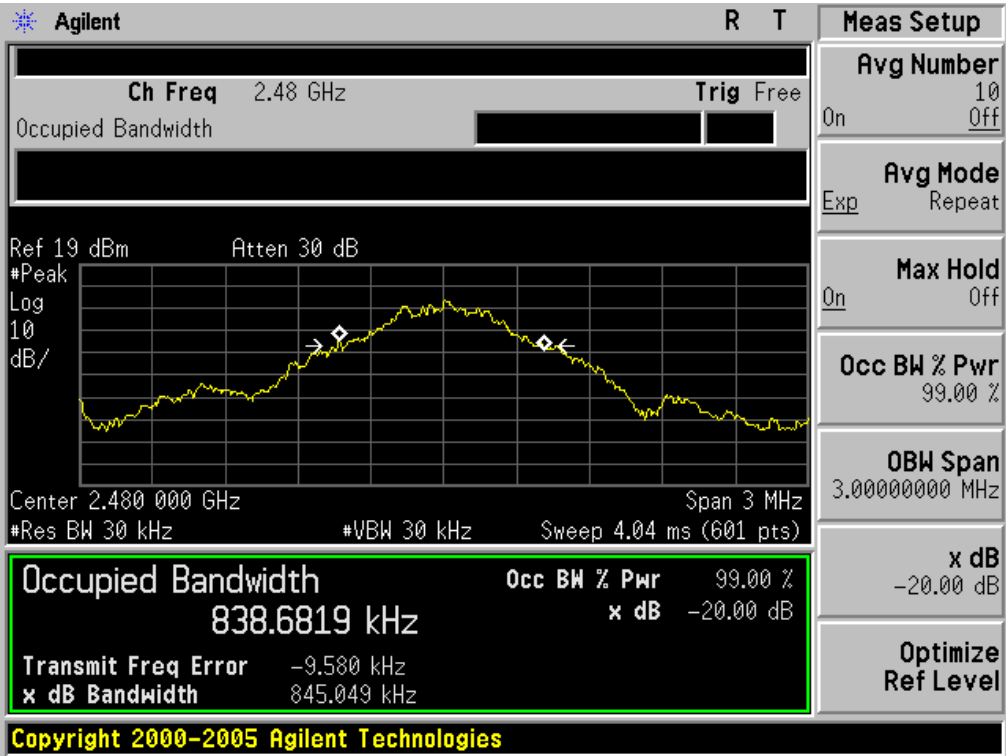 Agilent R T
Ch Freq 2.48 GHz Trig Free
Occupied Bandwidth
Ref 19 dBm Atten 30 dB
#Peak
Log
10
dB/
Center 2.480 000 GHz Span 3 MHz
#Res BW 30 kHz #VBW 30 kHz Sweep 4.04 ms (601 pts)
Occupied Bandwidth
838.6819 kHz
Occ BW % Pwr 99.00 %
x dB -20.00 dB
Transmit Freq Error -9.580 kHz
x dB Bandwidth 845.049 kHz
Copyright 2000-2005 Agilent Technologies
Meas Setup
Avg Number
10
On Off
Avg Mode
Exp Repeat
Max Hold
On Off
Occ BW % Pwr
99.00 %
OBW Span
3.00000000 MHz
x dB
-20.00 dB
Optimize
Ref Level